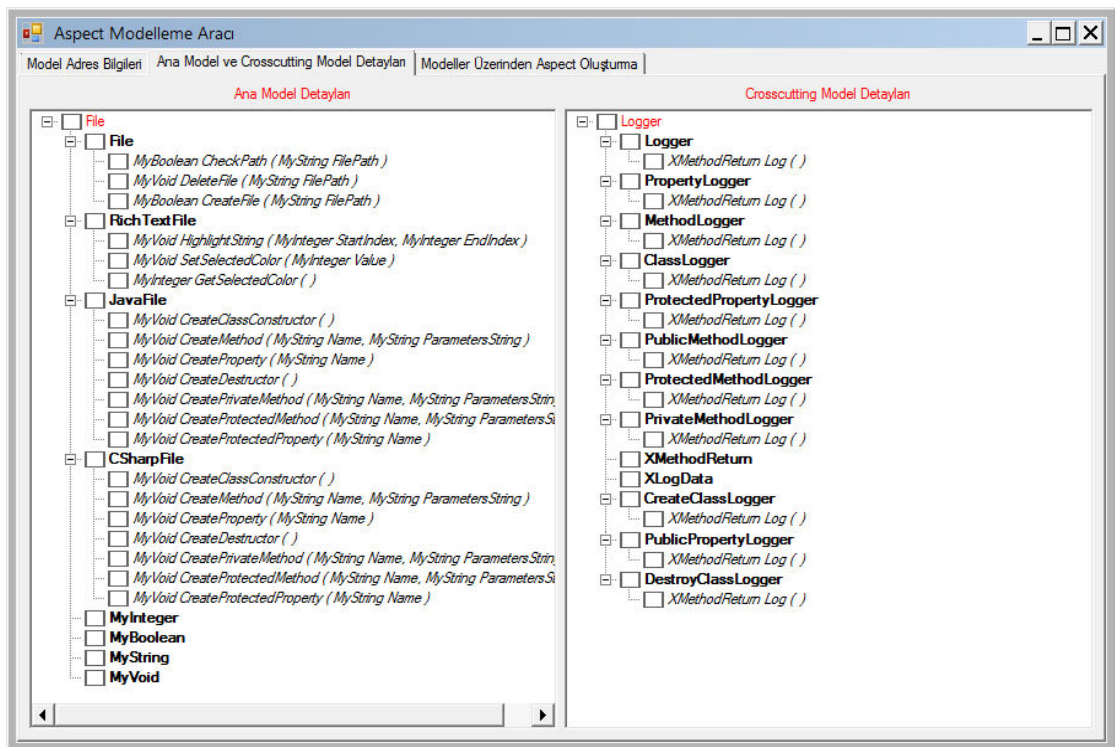 Aspect Modelleme Aracı
Model Adres Bilgileri
Ana Model ve Crosscutting Model Detayları
Modeller Üzerinden Aspect Oluşturma
Ana Model Detayları
File
File
MyBoolean CheckPath ( MyString FilePath )
MyVoid DeleteFile ( MyString FilePath )
MyBoolean CreateFile ( MyString FilePath )
RichTextFile
MyVoid HighlightString ( MyInteger StartIndex, MyInteger EndIndex )
MyVoid SetSelectedColor ( MyInteger Value )
MyInteger GetSelectedColor ( )
JavaFile
MyVoid CreateClassConstructor ( )
MyVoid CreateMethod ( MyString Name, MyString ParametersString )
MyVoid CreateProperty ( MyString Name )
MyVoid CreateDestructor ( )
MyVoid CreatePrivateMethod ( MyString Name, MyString ParametersString
MyVoid CreateProtectedMethod ( MyString Name, MyString ParametersSt
MyVoid CreateProtectedProperty ( MyString Name )
CSharpFile
MyVoid CreateClassConstructor ( )
MyVoid CreateMethod ( MyString Name, MyString ParametersString )
MyVoid CreateProperty ( MyString Name )
MyVoid CreateDestructor ( )
MyVoid CreatePrivateMethod ( MyString Name, MyString ParametersString
MyVoid CreateProtectedMethod ( MyString Name, MyString ParametersSt
MyVoid CreateProtectedProperty ( MyString Name )
MyInteger
MyBoolean
MyString
MyVoid
Crosscutting Model Detayları
Logger
Logger
XMethodReturn Log ( )
PropertyLogger
XMethodReturn Log ( )
MethodLogger
XMethodReturn Log ( )
ClassLogger
XMethodReturn Log ( )
ProtectedPropertyLogger
XMethodReturn Log ( )
PublicMethodLogger
XMethodReturn Log ( )
ProtectedMethodLogger
XMethodReturn Log ( )
PrivateMethodLogger
XMethodReturn Log ( )
XMethodReturn
XLogData
CreateClassLogger
XMethodReturn Log ( )
PublicPropertyLogger
XMethodReturn Log ( )
DestroyClassLogger
XMethodReturn Log ( )